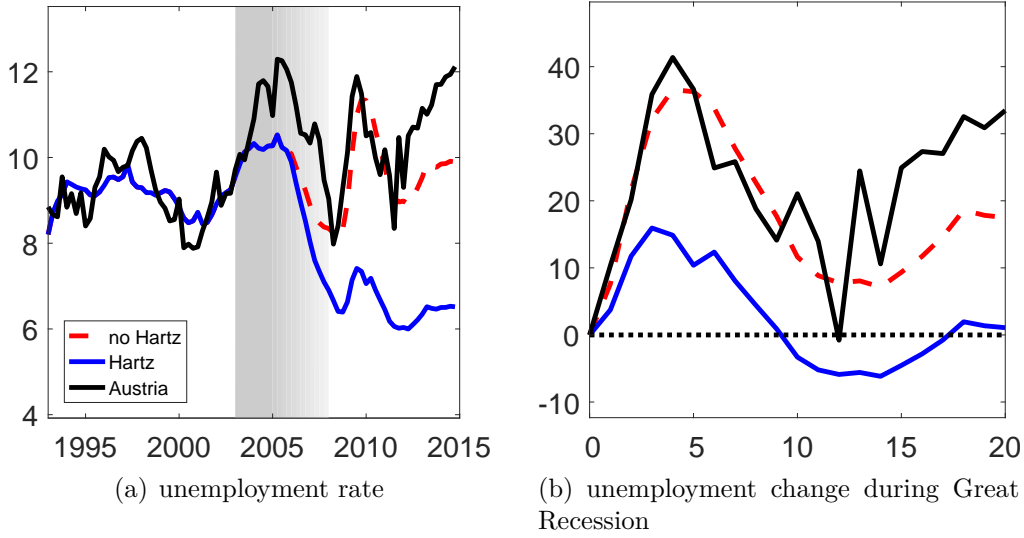 12
10
8
6
4
no Hartz
Hartz
Austria
1995 2000 2005 2010 2015
(a) unemployment rate
40
30
20
10
0
-10
0 5 10 15 20
(b) unemployment change during Great
Recession